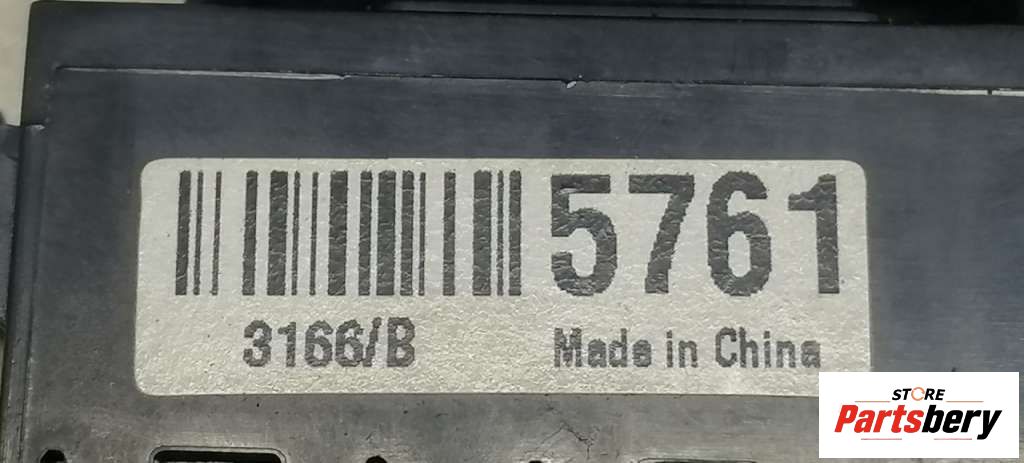 5761
3166/B
Made in China
STORE
Partsbery